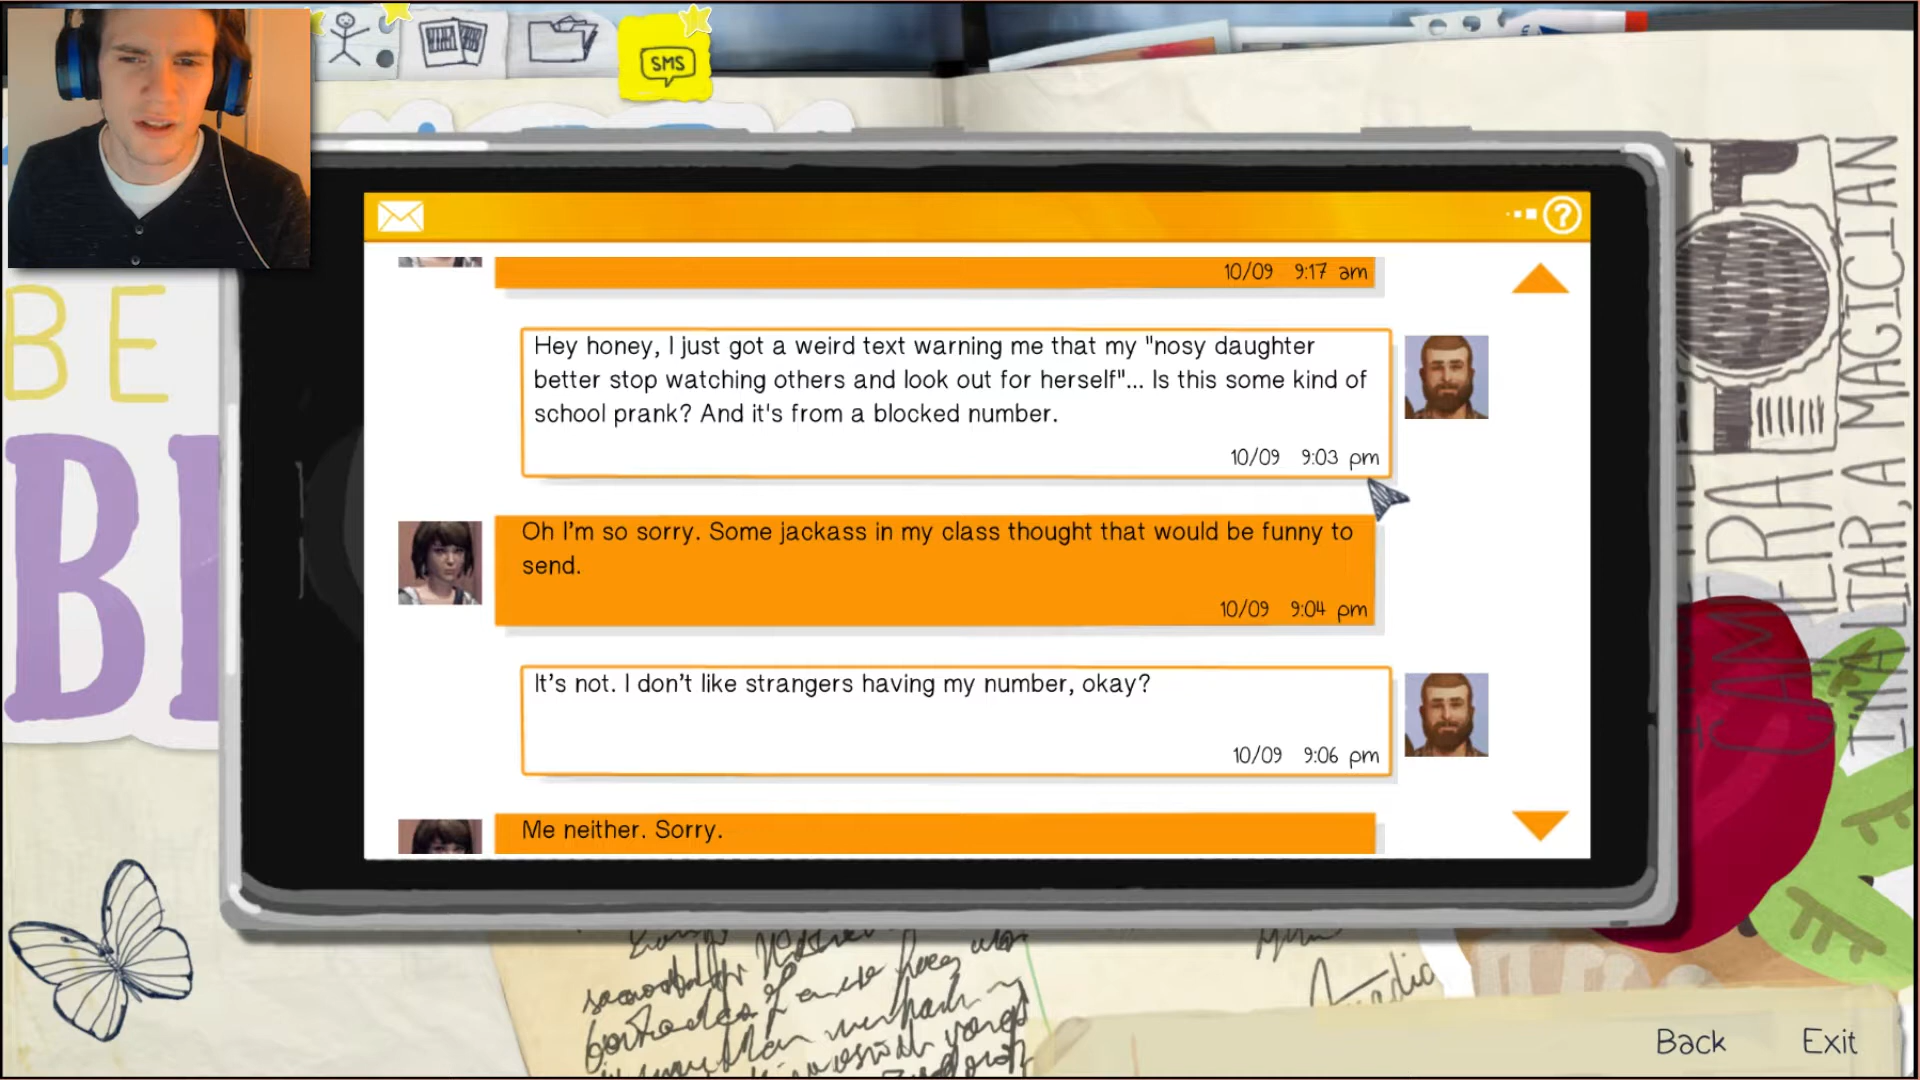 SMS
10/09 9:17 am
Hey honey, I just got a weird text warning me that my "nosy daughter
better stop watching others and look out for herself"... Is this some kind of
school prank? And it's from a blocked number.
10/09 9:03 pm
Oh I'm so sorry. Some jackass in my class thought that would be funny to
send.
10/09 9:04 pm
It's not. I don't like strangers having my number, okay?
10/09 9:06 pm
Me neither. Sorry.
BE
CAMERA
I'M A LIAR, A MAGICIAN
Back Exit